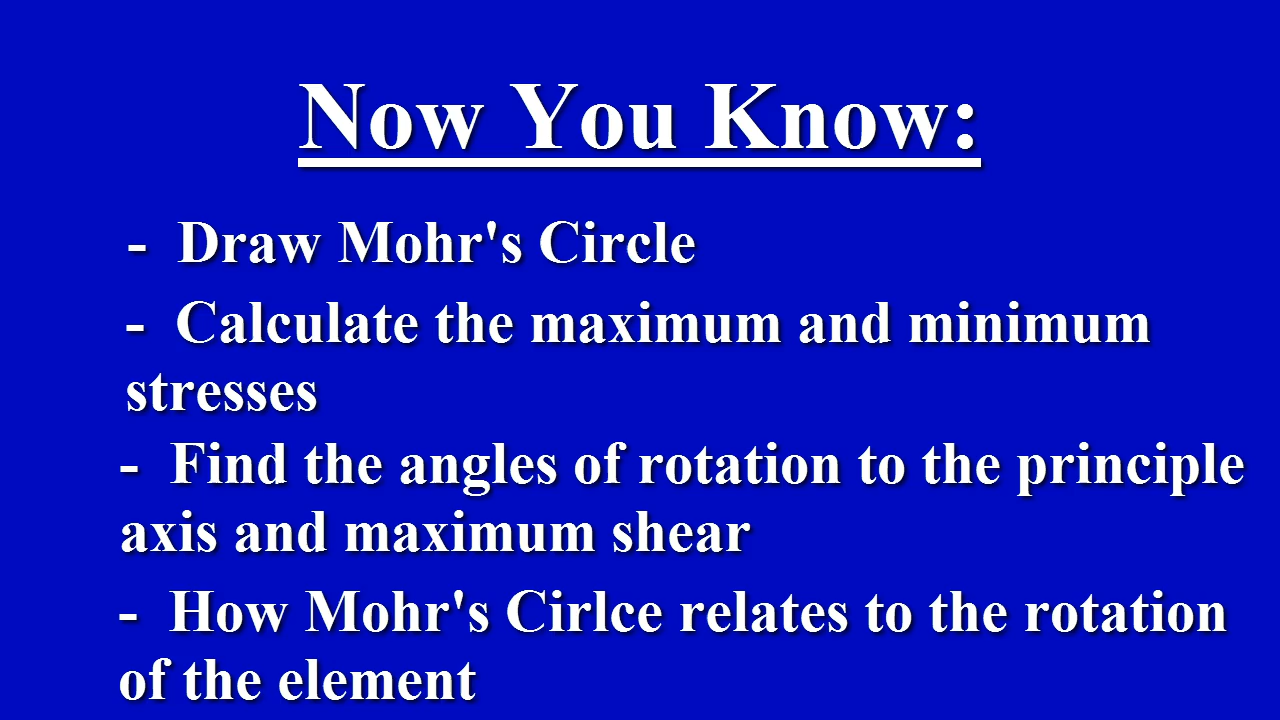 Now You Know:
- Draw Mohr's Circle
- Calculate the maximum and minimum
stresses
- Find the angles of rotation to the principle
axis and maximum shear
- How Mohr's Cirlce relates to the rotation
of the element